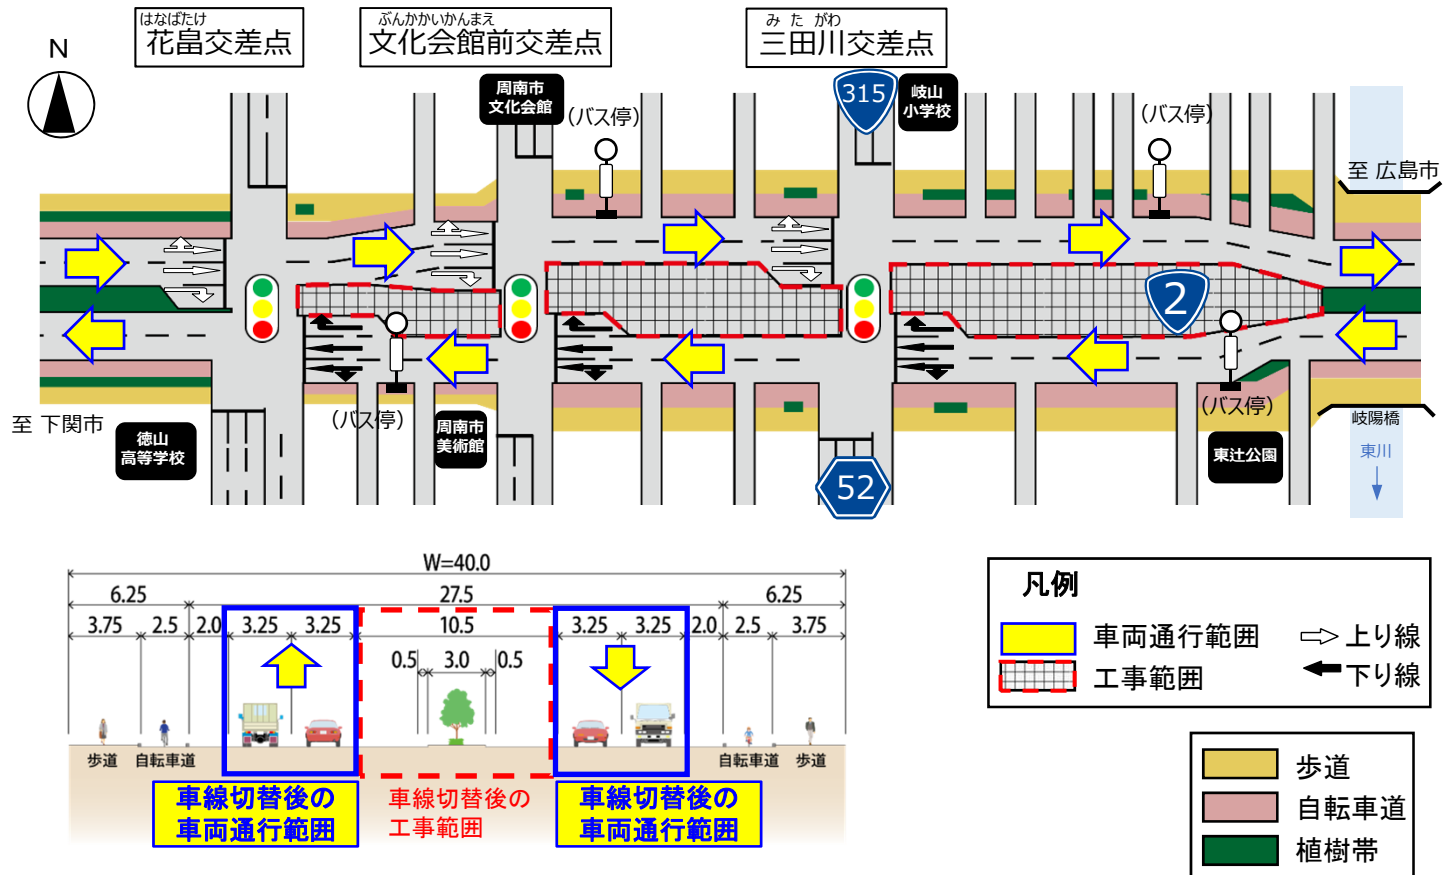 はなばたけ
花畠交差点
ぶんかかいかんまえ
文化会館前交差点
みたがわ
三田川交差点
N
周南市
文化会館
(バス停)
315
岐山
小学校
(バス停)
至 広島市
2
至 下関市
徳山
高等学校
(バス停)
周南市
美術館
52
(バス停)
東辻公園
岐陽橋
東川
W=40.0
6.25 27.5 6.25
3.75 2.5 2.0 3.25 3.25 10.5 3.25 3.25 2.0 2.5 3.75
0.5 3.0 0.5
歩道 自転車道 自転車道 歩道
車線切替後の
車両通行範囲
車線切替後の
工事範囲
車線切替後の
車両通行範囲
凡例
車両通行範囲 上り線
工事範囲 下り線
歩道
自転車道
植樹帯